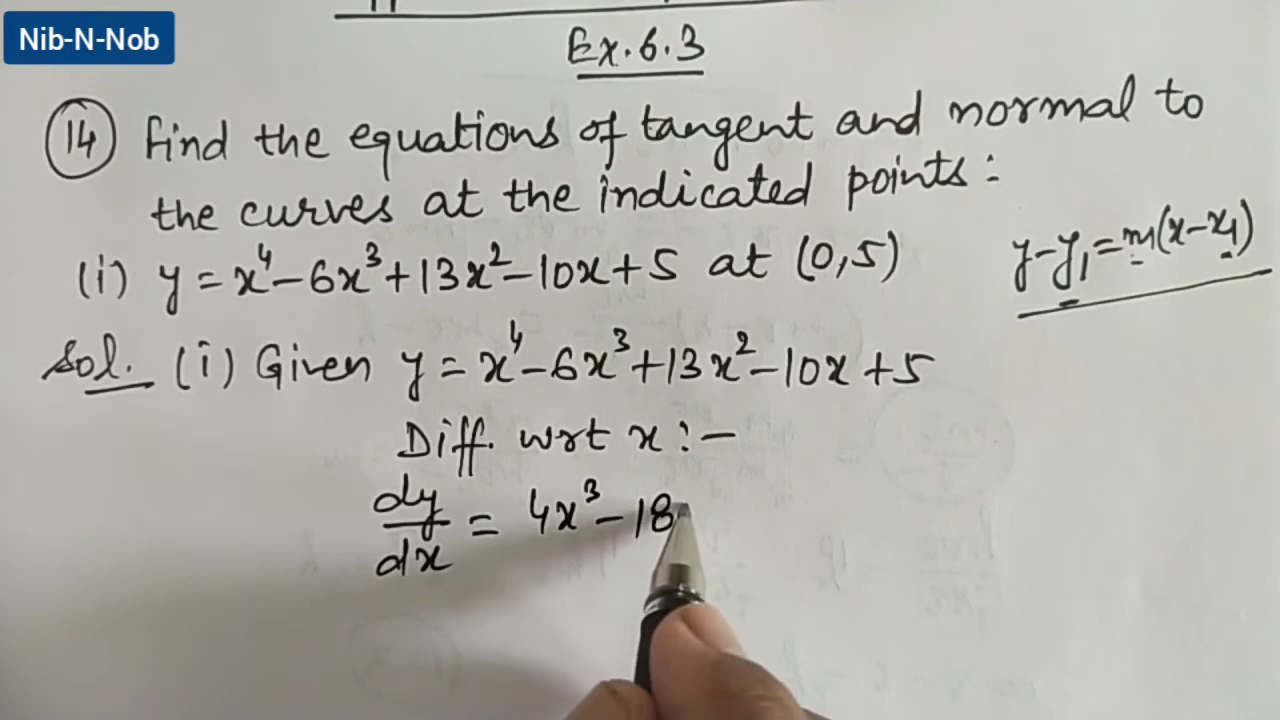 Nib-N-Nob
Ex. 6.3
14 Find the equations of tangent and normal to
the curves at the indicated points :
(i) y = x⁴ - 6x³ + 13x² - 10x + 5 at (0,5)
y - y₁ = m(x - x₁)
Sol. (i) Given y = x⁴ - 6x³ + 13x² - 10x + 5
Diff. wrt x : -
dy/dx = 4x³ - 18